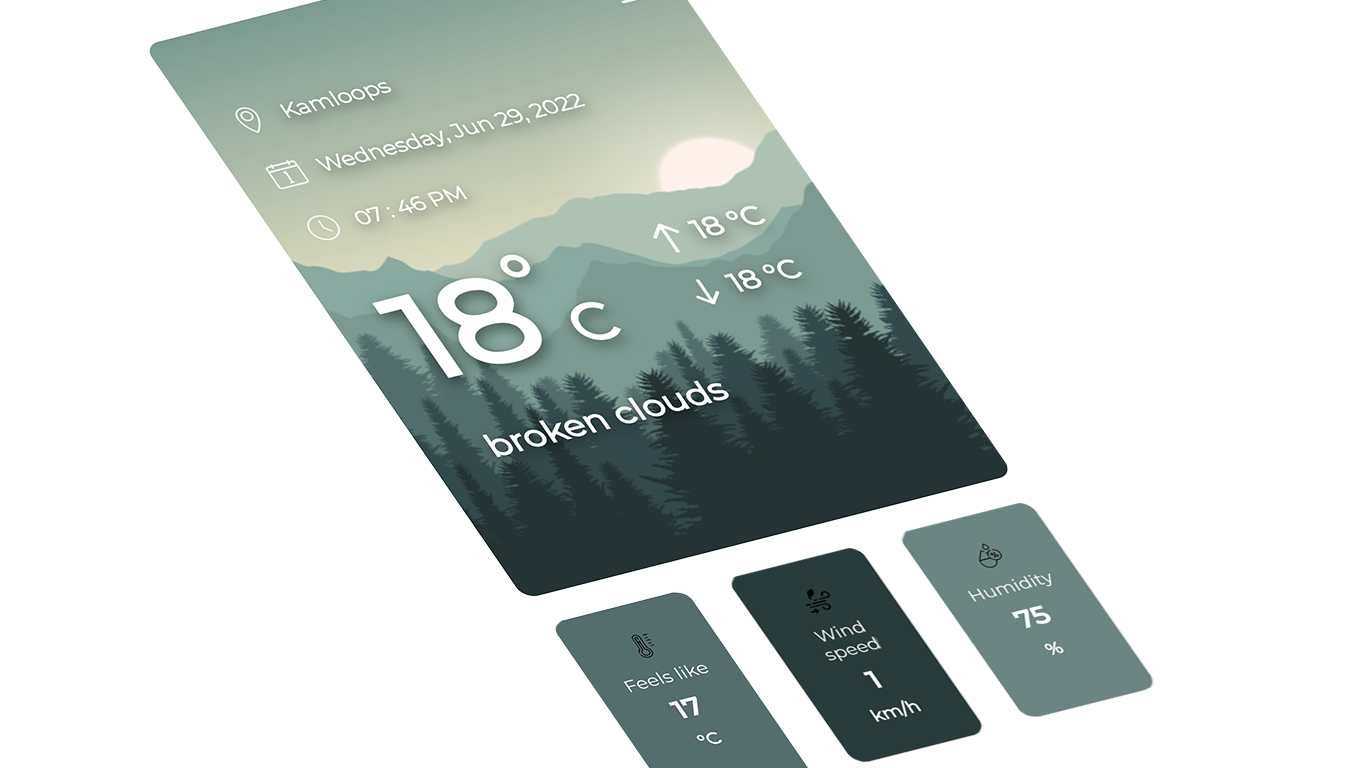 Kamloops
Wednesday, Jun 29, 2022
1
07 : 46 PM
18° C
↑ 18 °C
↓ 18 °C
broken clouds
Feels like
17
°C
Wind
speed
1
km/h
%
Humidity
75
%